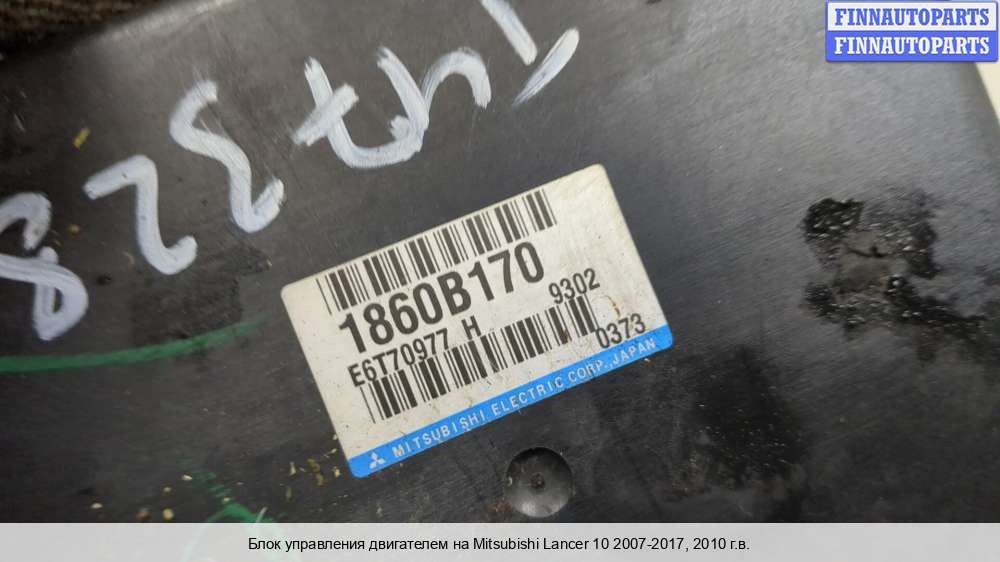 FINNAUTOPARTS
FINNAUTOPARTS
1860B170
E6T70977 H
9302
0373
MITSUBISHI ELECTRIC CORP., JAPAN
Блок управления двигателем на Mitsubishi Lancer 10 2007-2017, 2010 г.в.